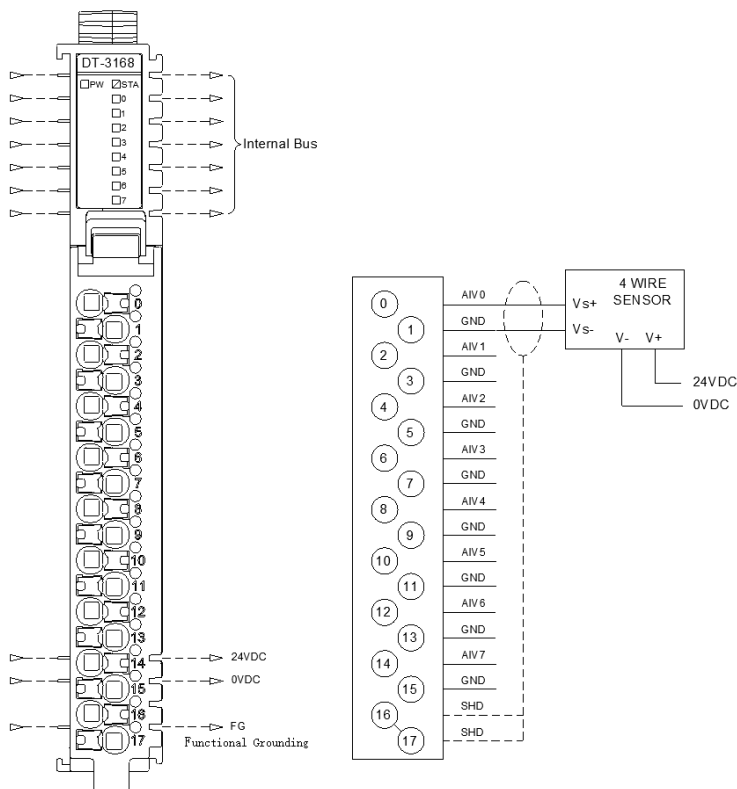 DT-3168
PW STA
0
1
2
3
4
5
6
7
Internal Bus
0
1
2
3
4
5
6
7
8
9
10
11
12
13
14
15
16
17
24VDC
0VDC
FG
Functional Grounding
0 AIV0
1 GND
2 AIV1
3 GND
4 AIV2
5 GND
6 AIV3
7 GND
8 AIV4
9 GND
10 AIV5
11 GND
12 AIV6
13 GND
14 AIV7
15 GND
16 SHD
17 SHD
4 WIRE
SENSOR
Vs+
Vs-
V- V+
24VDC
0VDC